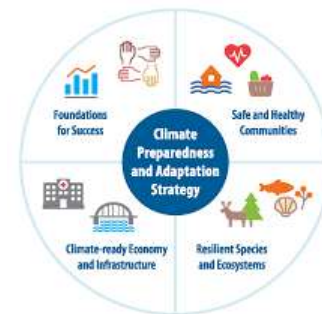 Foundations
for Success
Safe and Healthy
Communities
Climate
Preparedness
and Adaptation
Strategy
Climate-ready Economy
and Infrastructure
Resilient Species
and Ecosystems